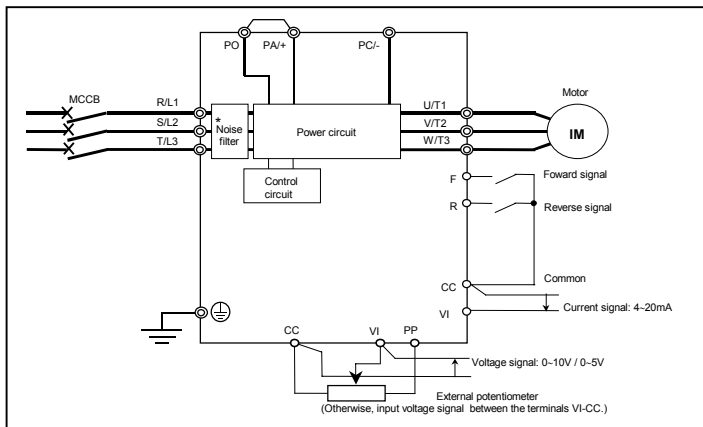 PO PA/+ PC/-
MCCB
R/L1
S/L2
T/L3
* Noise
filter
Power circuit
Control
circuit
U/T1
V/T2
W/T3
Motor
IM
F
Foward signal
R
Reverse signal
CC
Common
VI
Current signal: 4~20mA
CC VI PP
Voltage signal: 0~10V / 0~5V
External potentiometer
(Otherwise, input voltage signal between the terminals VI-CC.)